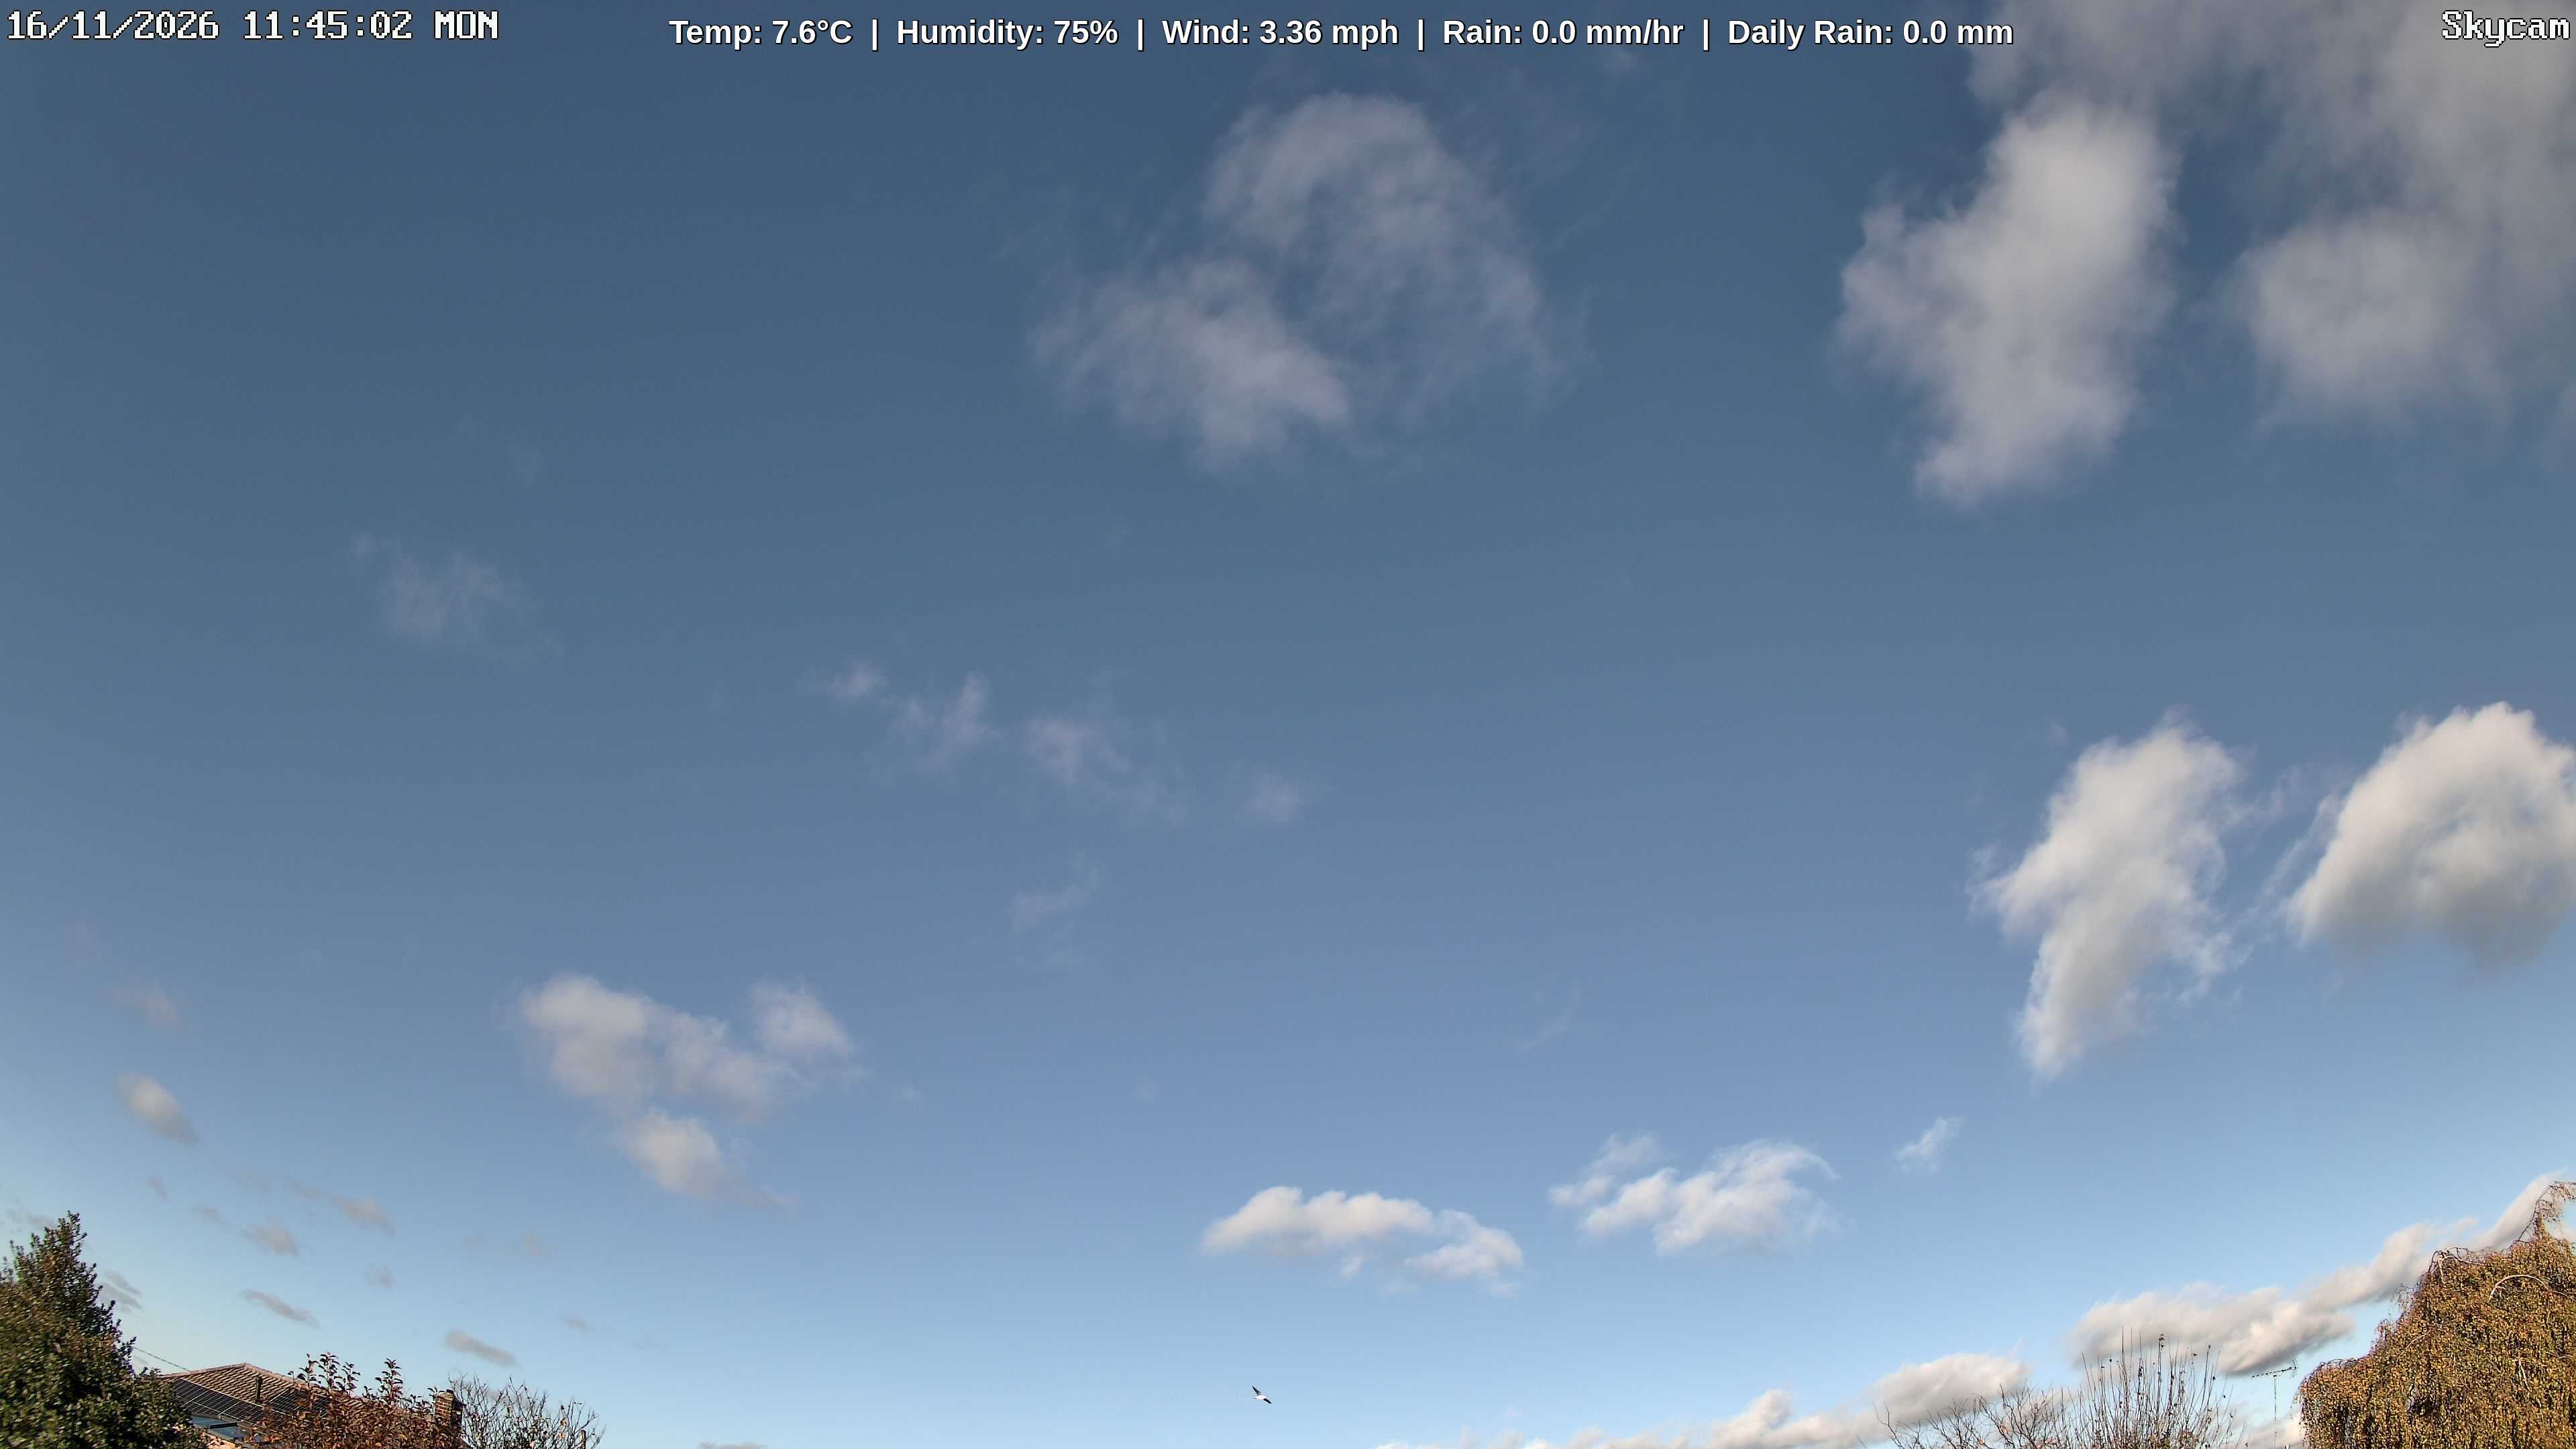 16/11/2026 11:45:02 MON
Temp: 7.6°C | Humidity: 75% | Wind: 3.36 mph | Rain: 0.0 mm/hr | Daily Rain: 0.0 mm
Skycam